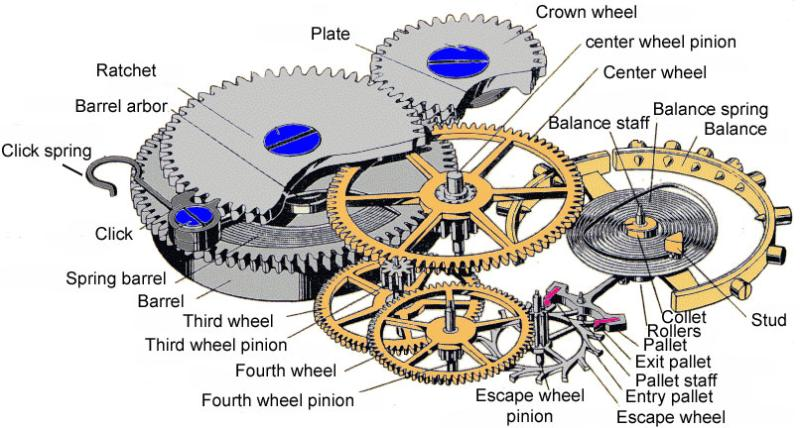 Crown wheel
Plate
center wheel pinion
Ratchet
Center wheel
Barrel arbor
Balance spring
Balance staff
Balance
Click spring
Click
Spring barrel
Barrel
Third wheel
Collet
Stud
Rollers
Third wheel pinion
Pallet
Exit pallet
Fourth wheel
Pallet staff
Fourth wheel pinion
Escape wheel
pinion
Entry pallet
Escape wheel